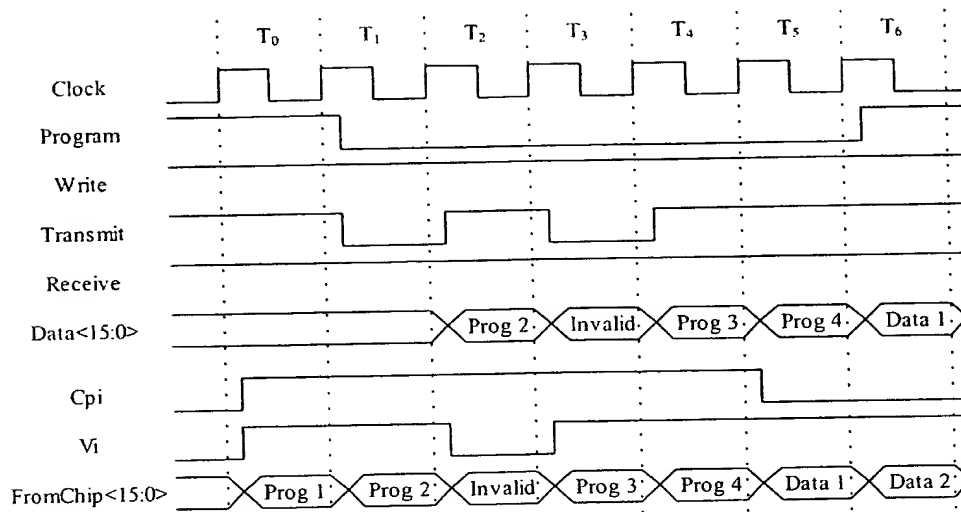 T0 T1 T2 T3 T4 T5 T6
Clock
Program
Write
Transmit
Receive
Data<15:0> Prog 2 Invalid Prog 3 Prog 4 Data 1
Cpi
Vi
FromChip<15:0> Prog 1 Prog 2 Invalid Prog 3 Prog 4 Data 1 Data 2